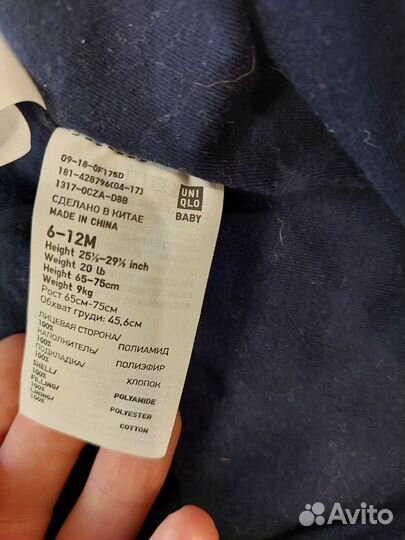 09-18-0F175D
181-428796(04-17)
1317-0CZA-D8B
СДЕЛАНО В КИТАЕ
MADE IN CHINA
UNI
QLO
BABY
6-12M
Height 25½-29½ inch
Weight 20 lb
Height 65-75cm
Weight 9kg
Рост 65см-75см
Обхват груди: 45,6см
ЛИЦЕВАЯ СТОРОНА/
100% ПОЛИАМИД
НАПОЛНИТЕЛЬ/
100% ПОЛИЭФИР
ПОДКЛАДКА/
100% ХЛОПОК
SHELL/
100% POLYAMIDE
FILLING/
100% POLYESTER
LINING/
100% COTTON
Avito